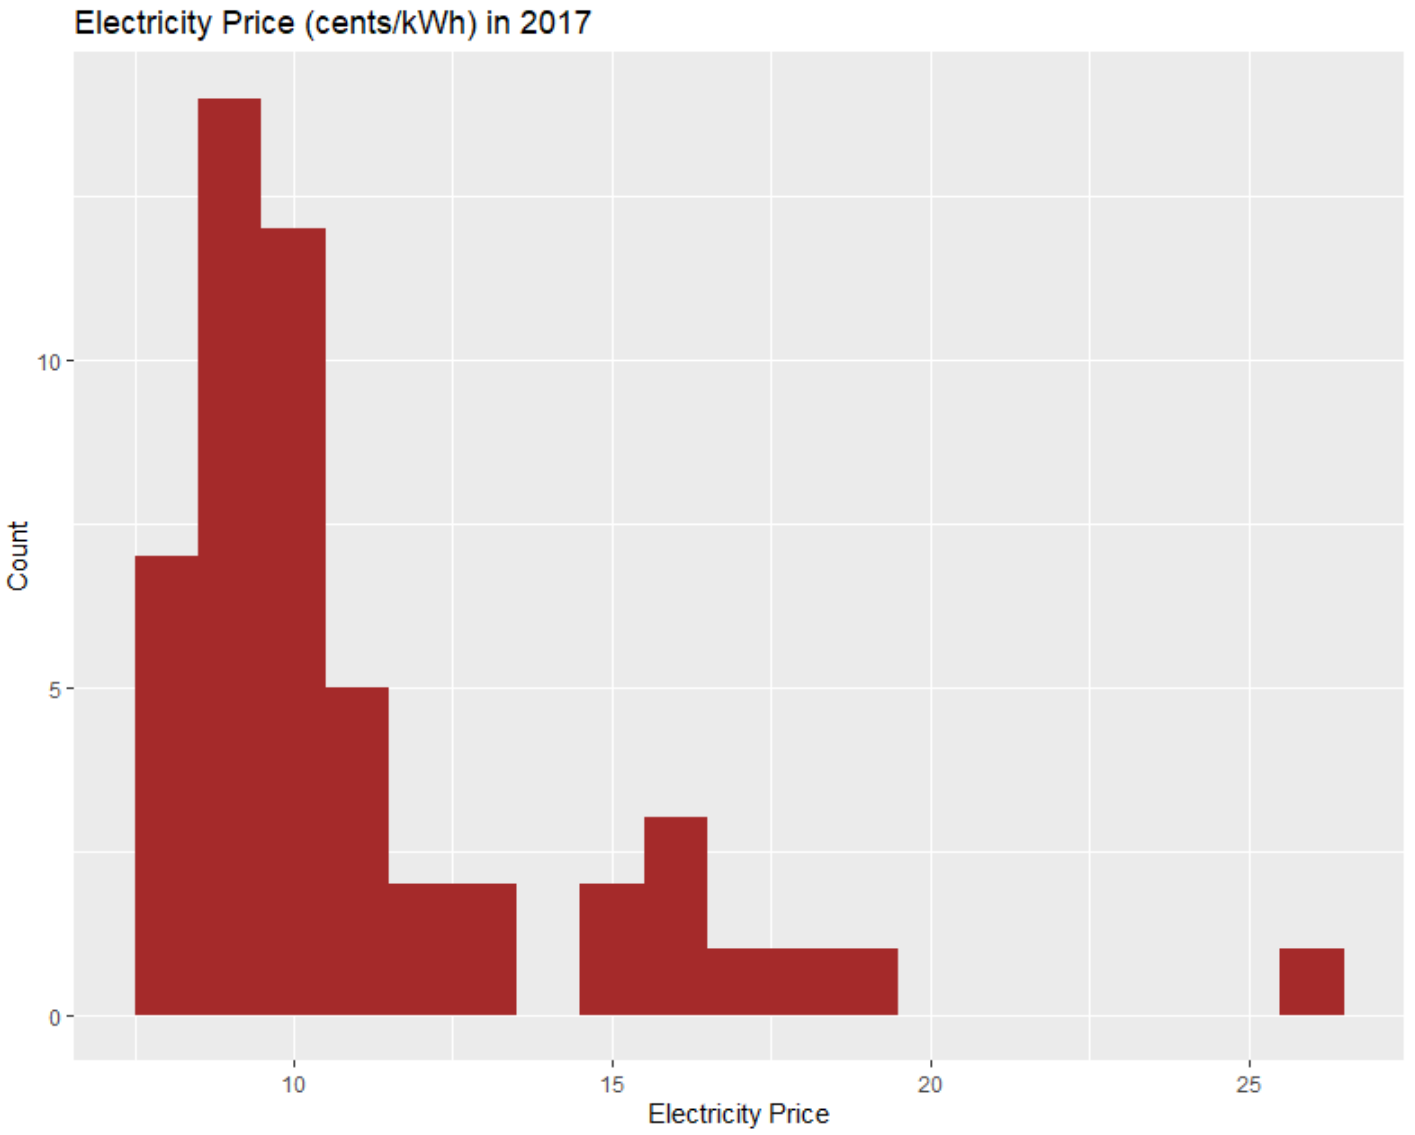 Electricity Price (cents/kWh) in 2017
10
5
0
Count
10 15 20 25
Electricity Price